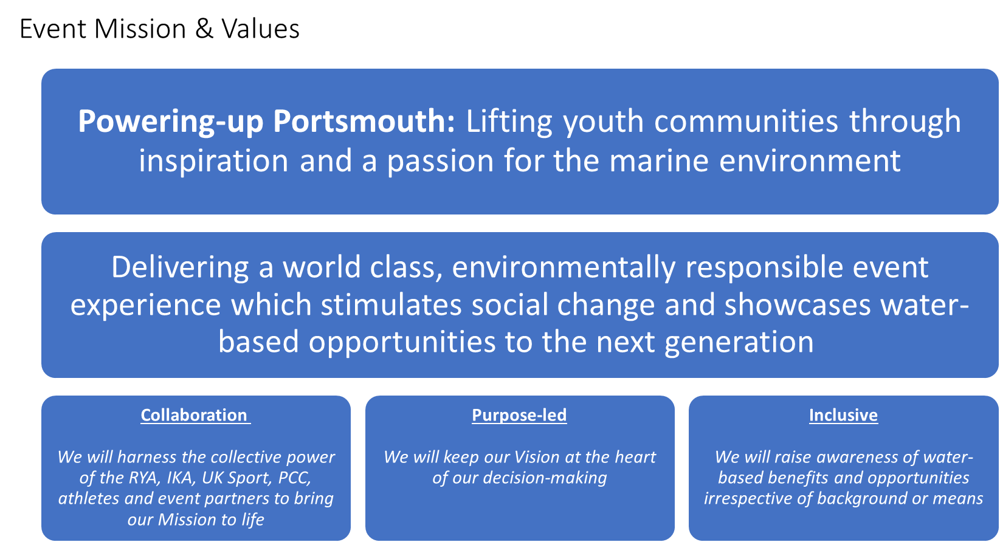 Event Mission & Values
Powering-up Portsmouth: Lifting youth communities through
inspiration and a passion for the marine environment
Delivering a world class, environmentally responsible event
experience which stimulates social change and showcases water-
based opportunities to the next generation
Collaboration
We will harness the collective power
of the RYA, IKA, UK Sport, PCC,
athletes and event partners to bring
our Mission to life
Purpose-led
We will keep our Vision at the heart
of our decision-making
Inclusive
We will raise awareness of water-
based benefits and opportunities
irrespective of background or means